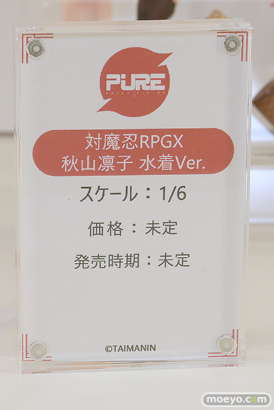 PURE
対魔忍RPGX
秋山凛子 水着Ver.
スケール：1/6
価格：未定
発売時期：未定
©TAIMANIN
moeyo.com